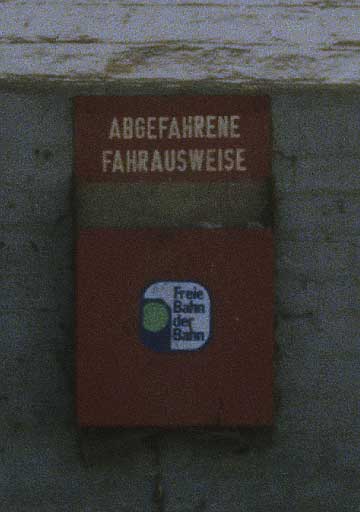 ABGEFAHRENE
FAHRAUSWEISE
Freie
Bahn
der
Bahn